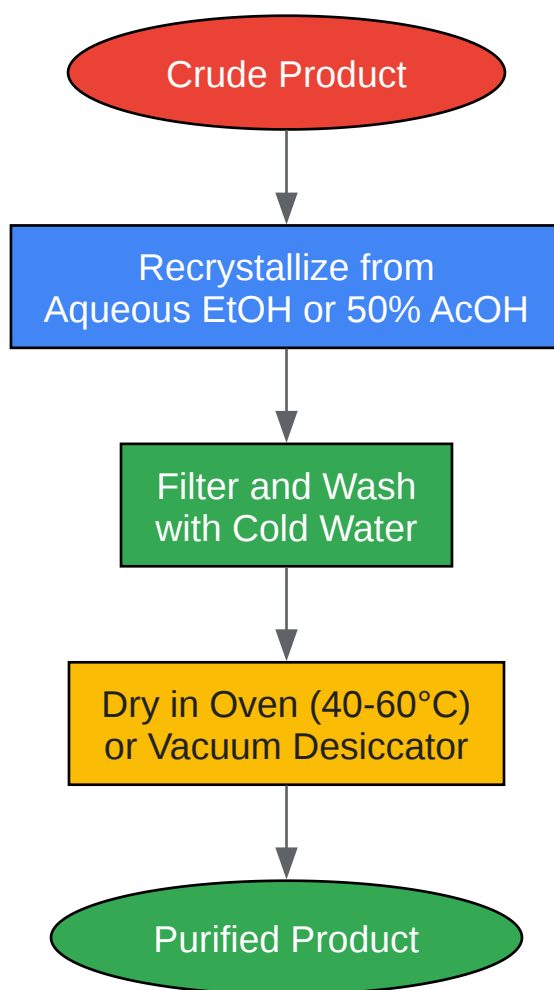 Crude Product
Recrystallize from
Aqueous EtOH or 50% AcOH
Filter and Wash
with Cold Water
Dry in Oven (40-60°C)
or Vacuum Desiccator
Purified Product